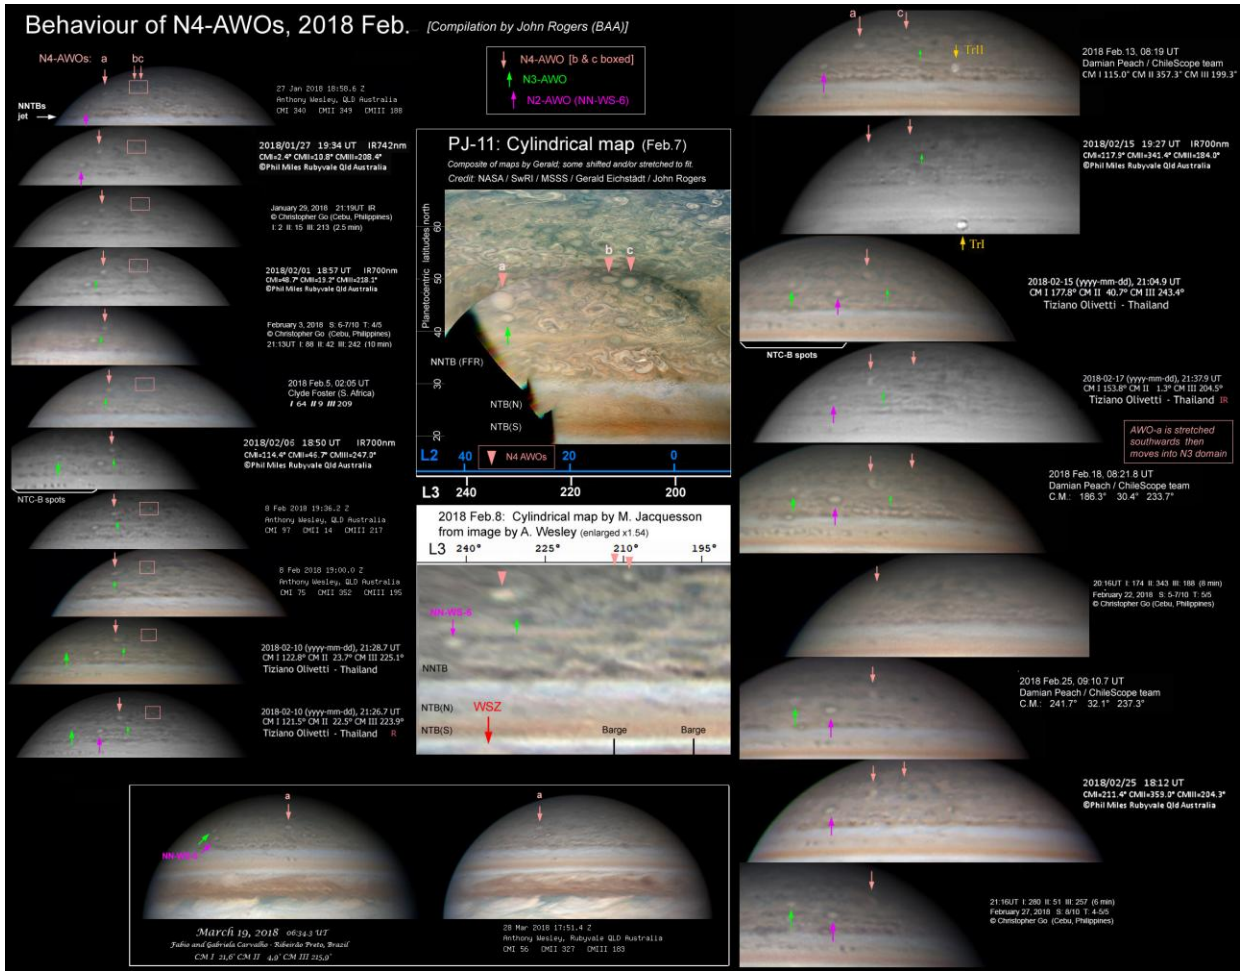 Behaviour of N4-AWOs, 2018 Feb. [Compilation by John Rogers (BAA)]
N4-AWOs: a bc
NNTBs
jet
27 Jan 2018 18:58.6 Z
Anthony Wesley, QLD Australia
CMI 340 CMII 349 CMIII 188
2018/01/27 19:34 UT IR742nm
CMI=2.4° CMII=10.8° CMIII=208.4°
©Phil Miles Rubyvale Qld Australia
January 29, 2018 21:19UT IR
© Christopher Go (Cebu, Philippines)
I: 2 II: 15 III: 213 (2.5 min)
2018/02/01 18:57 UT IR700nm
CMI=48.7° CMII=19.2° CMIII=218.1°
©Phil Miles Rubyvale Qld Australia
February 3, 2018 S: 6-7/10 T: 4/5
© Christopher Go (Cebu, Philippines)
21:13UT I: 88 II: 42 III: 242 (10 min)
2018 Feb.5, 02:05 UT
Clyde Foster (S. Africa)
I 64 II 9 III 209
2018/02/06 18:50 UT IR700nm
CMI=114.4° CMII=46.7° CMIII=247.0°
©Phil Miles Rubyvale Qld Australia
NTC-B spots
8 Feb 2018 19:36.2 Z
Anthony Wesley, QLD Australia
CMI 97 CMII 14 CMIII 217
8 Feb 2018 19:00.0 Z
Anthony Wesley, QLD Australia
CMI 75 CMII 352 CMIII 195
2018-02-10 (yyyy-mm-dd), 21:28.7 UT
CM I 122.8° CM II 23.7° CM III 225.1°
Tiziano Olivetti - Thailand
2018-02-10 (yyyy-mm-dd), 21:26.7 UT
CM I 121.5° CM II 22.5° CM III 223.9°
Tiziano Olivetti - Thailand R
N4-AWO [b & c boxed]
N3-AWO
N2-AWO (NN-WS-6)
PJ-11: Cylindrical map (Feb.7)
Composite of maps by Gerald; some shifted and/or stretched to fit.
Credit: NASA / SwRI / MSSS / Gerald Eichstädt / John Rogers
Planetocentric latitudes north
60
50
40
30
20
a b c
NNTB (FFR)
NTB(N)
NTB(S)
L2 40 20 0
N4 AWOs
L3 240 220 200
2018 Feb.8: Cylindrical map by M. Jacquesson
from image by A. Wesley (enlarged x1.54)
L3 240° 225° 210° 195°
NN-WS-6
NNTB
NTB(N)
NTB(S)
WSZ
Barge Barge
a
NN-WS-6
March 19, 2018 06:34.3 UT
Fabio and Gabriela Carvalho - Ribeirão Preto, Brazil
CM I 21,6° CM II 4,9° CM III 215,9°
a
28 Mar 2018 17:51.4 Z
Anthony Wesley, Rubyvale QLD Australia
CMI 56 CMII 327 CMIII 183
a c
TrII
2018 Feb.13, 08:19 UT
Damian Peach / ChileScope team
CM I 115.0° CM II 357.3° CM III 199.3°
2018/02/15 19:27 UT IR700nm
CMI=117.9° CMII=341.4° CMIII=184.0°
©Phil Miles Rubyvale Qld Australia
TrI
2018-02-15 (yyyy-mm-dd), 21:04.9 UT
CM I 177.8° CM II 40.7° CM III 243.4°
Tiziano Olivetti - Thailand
NTC-B spots
2018-02-17 (yyyy-mm-dd), 21:37.9 UT
CM I 153.8° CM II 1.3° CM III 204.5°
Tiziano Olivetti - Thailand IR
AWO-a is stretched
southwards then
moves into N3 domain
2018 Feb.18, 08:21.8 UT
Damian Peach / ChileScope team
C.M.: 186.3° 30.4° 233.7°
20:16UT I: 174 II: 343 III: 188 (8 min)
February 22, 2018 S: 5-7/10 T: 5/5
© Christopher Go (Cebu, Philippines)
2018 Feb.25, 09:10.7 UT
Damian Peach / ChileScope team
C.M.: 241.7° 32.1° 237.3°
2018/02/25 18:12 UT
CMI=211.4° CMII=359.0° CMIII=204.3°
©Phil Miles Rubyvale Qld Australia
21:16UT I: 280 II: 51 III: 257 (6 min)
February 27, 2018 S: 8/10 T: 4-5/5
© Christopher Go (Cebu, Philippines)